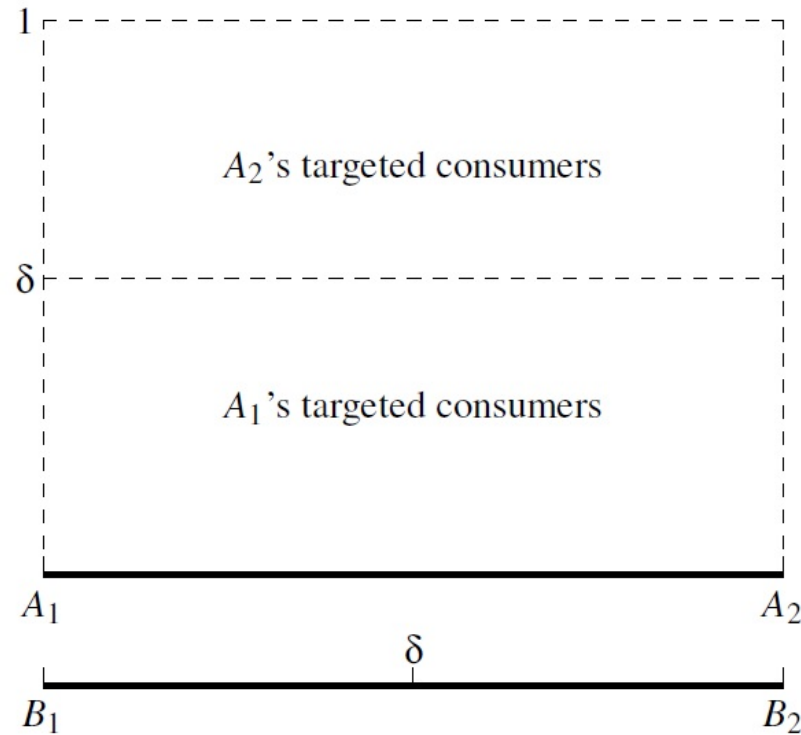 1
A₂'s targeted consumers
δ
A₁'s targeted consumers
A₁ A₂
δ
B₁ B₂